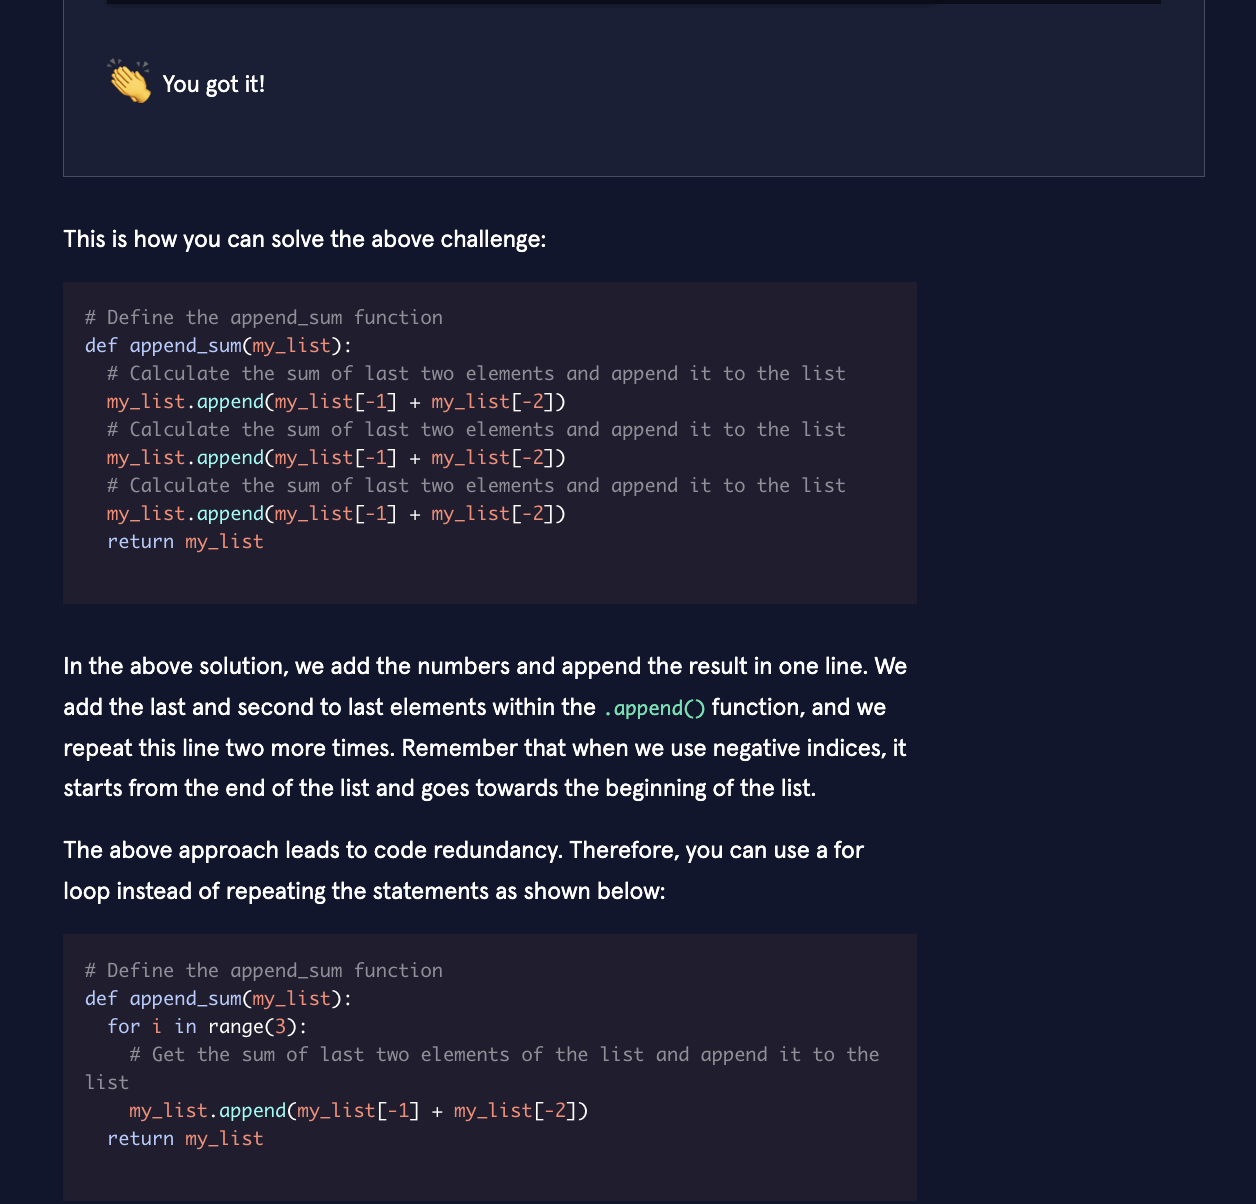 You got it!
This is how you can solve the above challenge:
# Define the append_sum function
def append_sum(my_list):
  # Calculate the sum of last two elements and append it to the list
  my_list.append(my_list[-1] + my_list[-2])
  # Calculate the sum of last two elements and append it to the list
  my_list.append(my_list[-1] + my_list[-2])
  # Calculate the sum of last two elements and append it to the list
  my_list.append(my_list[-1] + my_list[-2])
  return my_list
In the above solution, we add the numbers and append the result in one line. We
add the last and second to last elements within the .append() function, and we
repeat this line two more times. Remember that when we use negative indices, it
starts from the end of the list and goes towards the beginning of the list.
The above approach leads to code redundancy. Therefore, you can use a for
loop instead of repeating the statements as shown below:
# Define the append_sum function
def append_sum(my_list):
  for i in range(3):
    # Get the sum of last two elements of the list and append it to the
list
    my_list.append(my_list[-1] + my_list[-2])
  return my_list